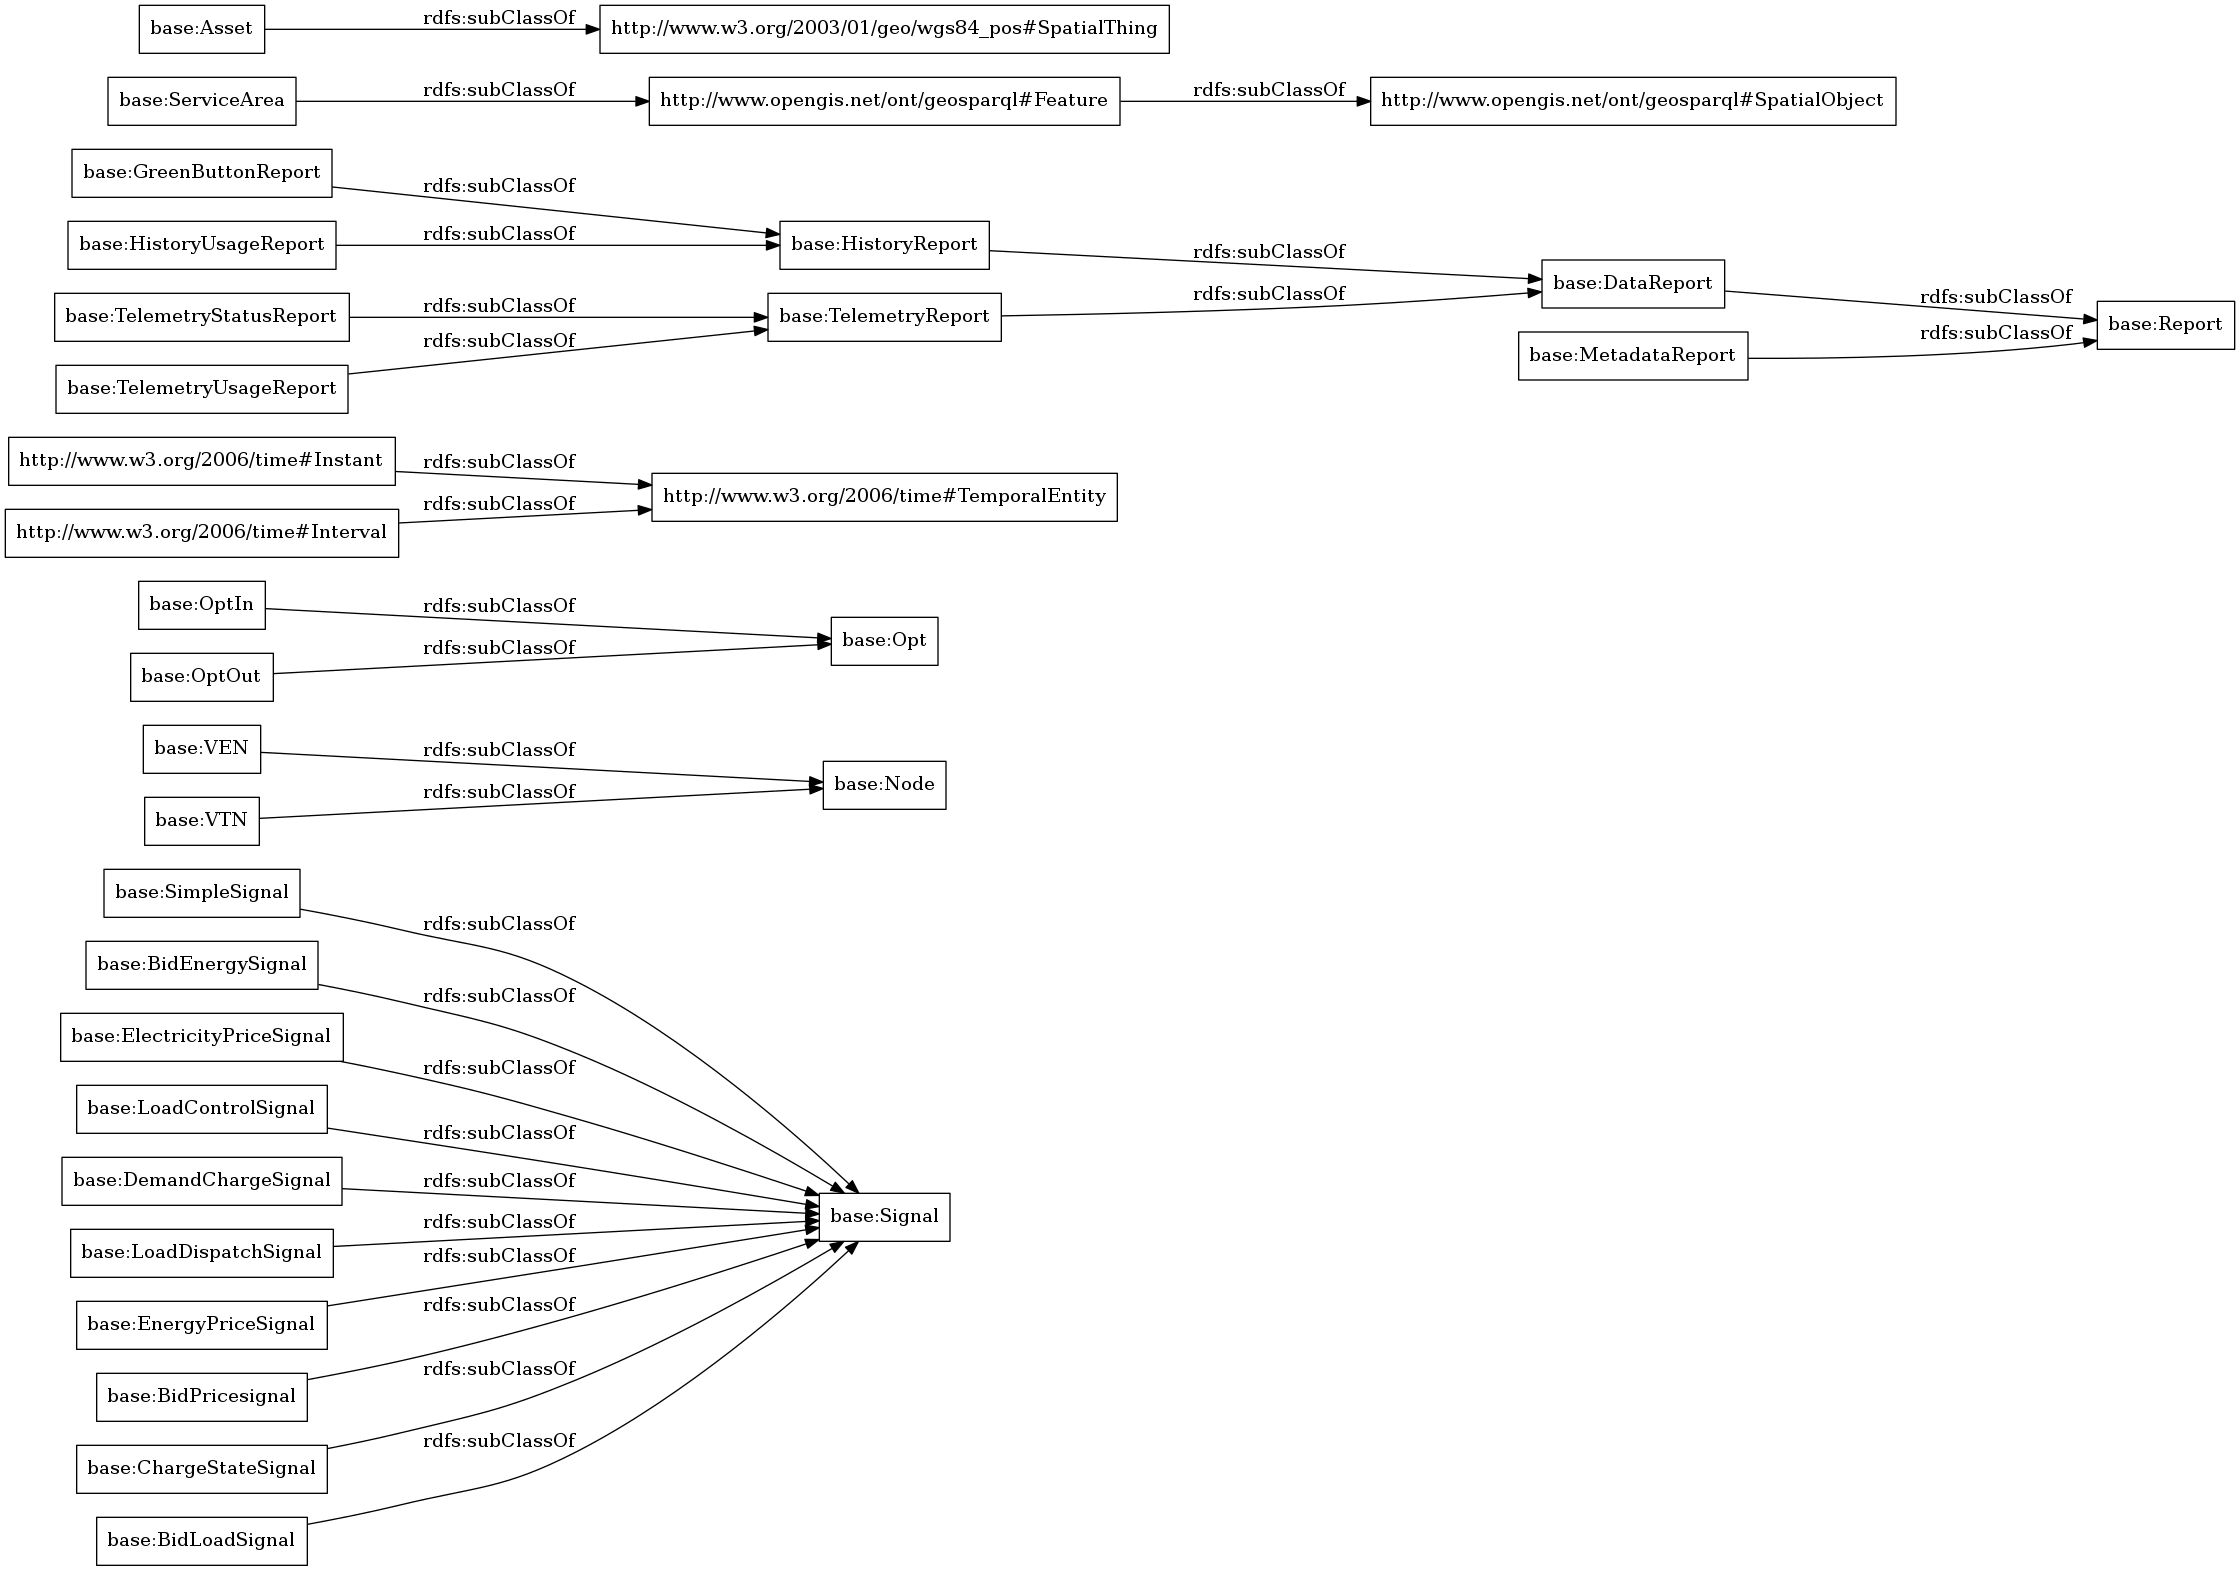 base:Asset rdfs:subClassOf http://www.w3.org/2003/01/geo/wgs84_pos#SpatialThing
base:ServiceArea rdfs:subClassOf http://www.opengis.net/ont/geosparql#Feature rdfs:subClassOf http://www.opengis.net/ont/geosparql#SpatialObject
base:GreenButtonReport
rdfs:subClassOf
base:HistoryUsageReport rdfs:subClassOf base:HistoryReport rdfs:subClassOf
base:DataReport
base:TelemetryStatusReport rdfs:subClassOf base:TelemetryReport rdfs:subClassOf
rdfs:subClassOf
base:Report
rdfs:subClassOf
base:MetadataReport rdfs:subClassOf
base:TelemetryUsageReport
http://www.w3.org/2006/time#Instant rdfs:subClassOf
http://www.w3.org/2006/time#TemporalEntity
rdfs:subClassOf
http://www.w3.org/2006/time#Interval
base:OptIn rdfs:subClassOf
base:Opt
rdfs:subClassOf
base:OptOut
base:VEN rdfs:subClassOf
base:Node
rdfs:subClassOf
base:VTN
base:SimpleSignal
rdfs:subClassOf
base:BidEnergySignal
rdfs:subClassOf
base:ElectricityPriceSignal
rdfs:subClassOf
base:LoadControlSignal
rdfs:subClassOf
base:DemandChargeSignal rdfs:subClassOf
base:Signal
rdfs:subClassOf
base:LoadDispatchSignal
rdfs:subClassOf
base:EnergyPriceSignal
rdfs:subClassOf
base:BidPricesignal
rdfs:subClassOf
base:ChargeStateSignal
rdfs:subClassOf
base:BidLoadSignal